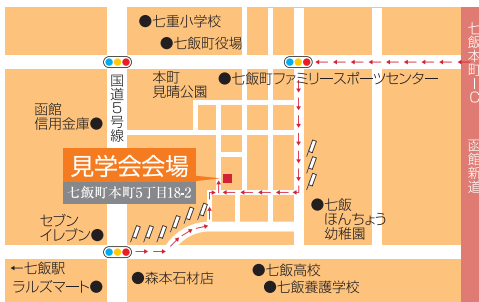 七重小学校
七飯町役場
本町
見晴公園
七飯町ファミリースポーツセンター
七飯本町IC
函館新道
国道5号線
函館
信用金庫
見学会会場
七飯町本町5丁目18-2
セブン
イレブン
七飯
ほんちょう
幼稚園
←七飯駅
ラルズマート
森本石材店
七飯高校
七飯養護学校